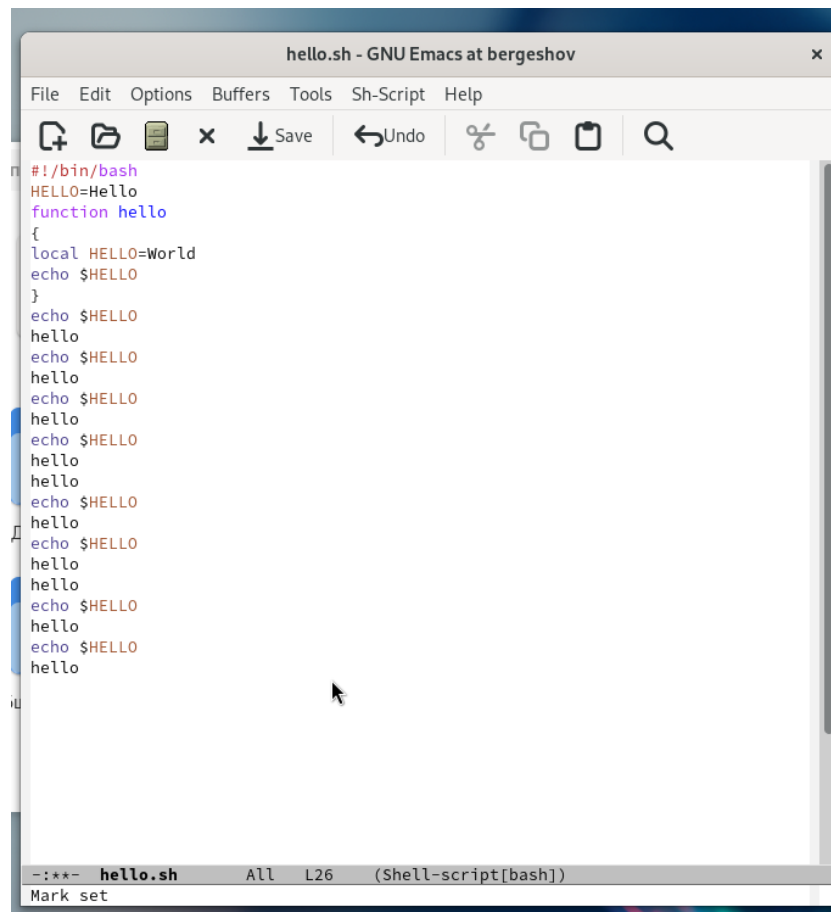 hello.sh - GNU Emacs at bergeshov
File Edit Options Buffers Tools Sh-Script Help
Save Undo
#!/bin/bash
HELLO=Hello
function hello
{
local HELLO=World
echo $HELLO
}
echo $HELLO
hello
echo $HELLO
hello
echo $HELLO
hello
echo $HELLO
hello
hello
echo $HELLO
hello
echo $HELLO
hello
hello
echo $HELLO
hello
echo $HELLO
hello
-:**- hello.sh All L26 (Shell-script[bash])
Mark set